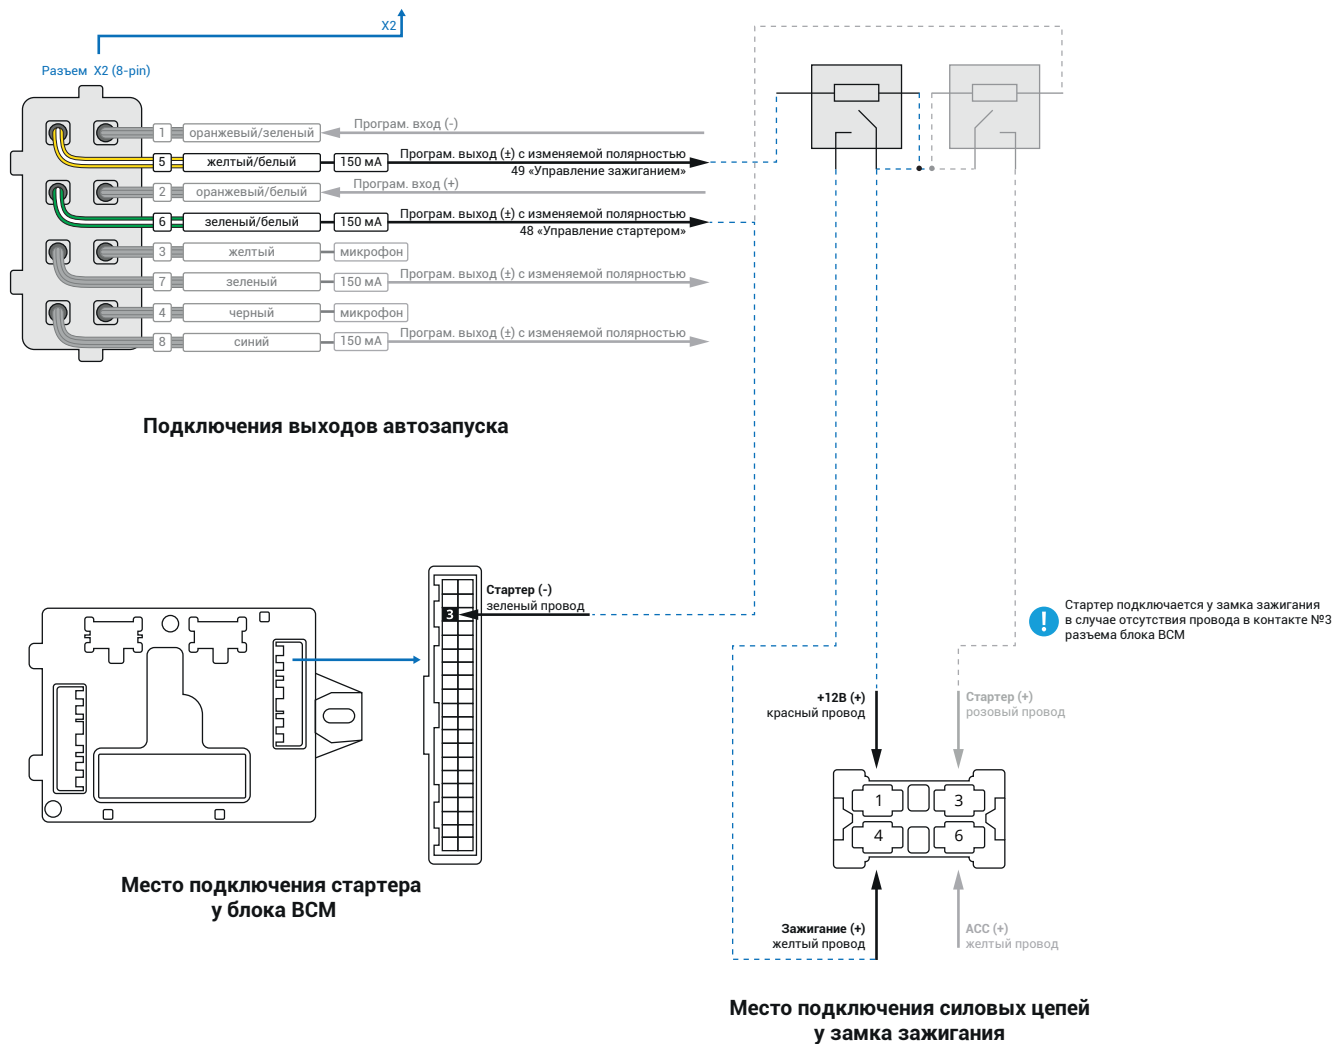 X2
Разъем X2 (8-pin)
1 оранжевый/зеленый Програм. вход (-)
5 желтый/белый 150 мА Програм. выход (±) с изменяемой полярностью
49 «Управление зажиганием»
2 оранжевый/белый Програм. вход (+)
6 зеленый/белый 150 мА Програм. выход (±) с изменяемой полярностью
48 «Управление стартером»
3 желтый микрофон
7 зеленый 150 мА Програм. выход (±) с изменяемой полярностью
4 черный микрофон
8 синий 150 мА Програм. выход (±) с изменяемой полярностью
Подключения выходов автозапуска
Стартер (-)
зеленый провод
3
Место подключения стартера
у блока BCM
! Стартер подключается у замка зажигания
в случае отсутствия провода в контакте №3
разъема блока BCM
+12В (+)
красный провод
Стартер (+)
розовый провод
1 3
4 6
Зажигание (+)
желтый провод
ACC (+)
желтый провод
Место подключения силовых цепей
у замка зажигания